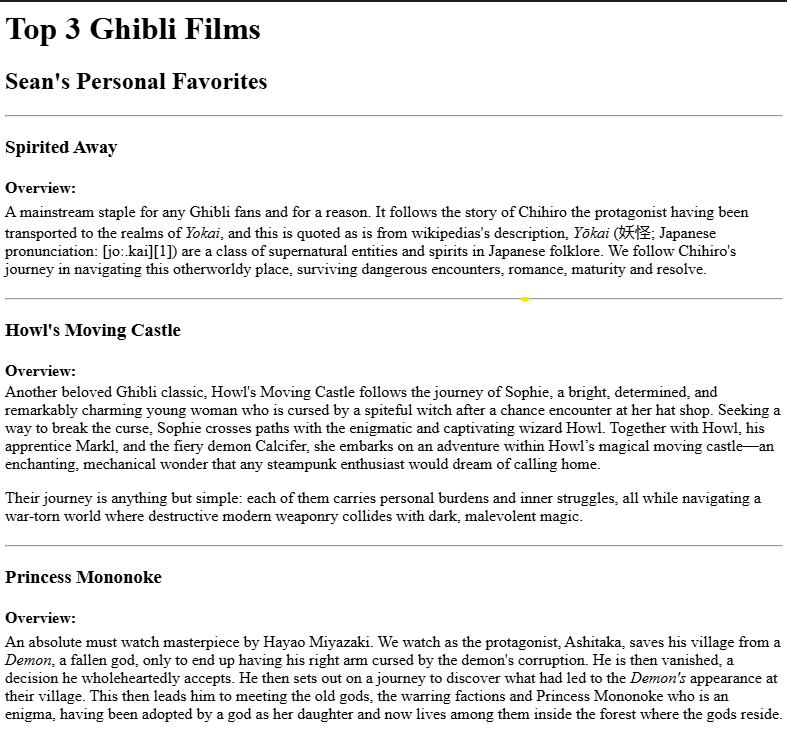 Top 3 Ghibli Films
Sean's Personal Favorites
Spirited Away
Overview:
A mainstream staple for any Ghibli fans and for a reason. It follows the story of Chihiro the protagonist having been
transported to the realms of Yokai, and this is quoted as is from wikipedias's description, Yōkai (妖怪; Japanese
pronunciation: [joː.kai][1]) are a class of supernatural entities and spirits in Japanese folklore. We follow Chihiro's
journey in navigating this otherworldly place, surviving dangerous encounters, romance, maturity and resolve.
Howl's Moving Castle
Overview:
Another beloved Ghibli classic, Howl's Moving Castle follows the journey of Sophie, a bright, determined, and
remarkably charming young woman who is cursed by a spiteful witch after a chance encounter at her hat shop. Seeking a
way to break the curse, Sophie crosses paths with the enigmatic and captivating wizard Howl. Together with Howl, his
apprentice Markl, and the fiery demon Calcifer, she embarks on an adventure within Howl’s magical moving castle—an
enchanting, mechanical wonder that any steampunk enthusiast would dream of calling home.
Their journey is anything but simple: each of them carries personal burdens and inner struggles, all while navigating a
war-torn world where destructive modern weaponry collides with dark, malevolent magic.
Princess Mononoke
Overview:
An absolute must watch masterpiece by Hayao Miyazaki. We watch as the protagonist, Ashitaka, saves his village from a
Demon, a fallen god, only to end up having his right arm cursed by the demon's corruption. He is then vanished, a
decision he wholeheartedly accepts. He then sets out on a journey to discover what had led to the Demon's appearance at
their village. This then leads him to meeting the old gods, the warring factions and Princess Mononoke who is an
enigma, having been adopted by a god as her daughter and now lives among them inside the forest where the gods reside.